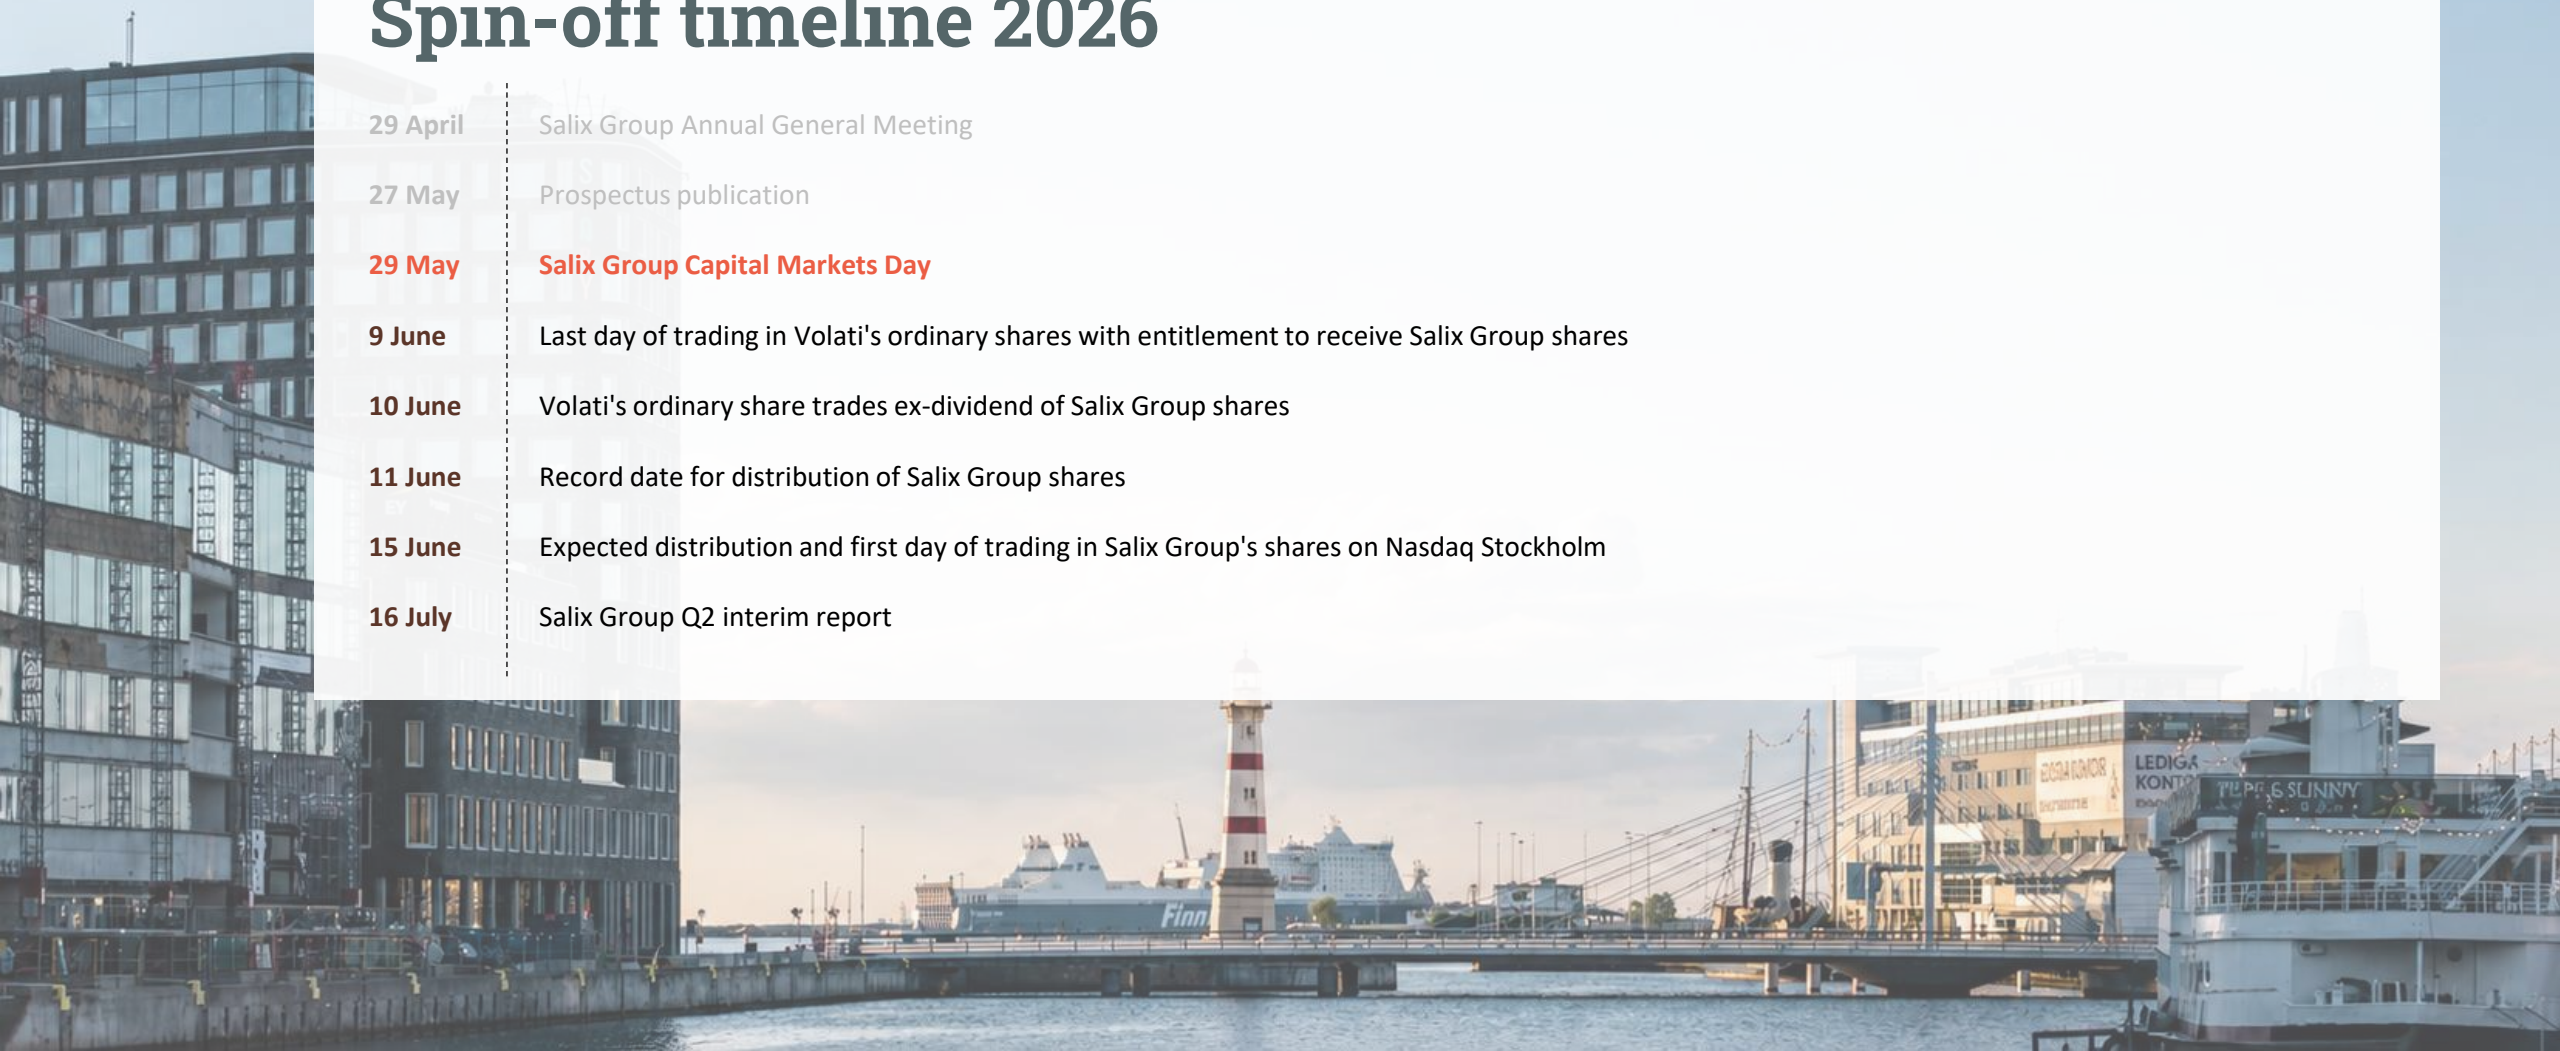 Spin-off timeline 2026
29 April Salix Group Annual General Meeting
27 May Prospectus publication
29 May Salix Group Capital Markets Day
9 June Last day of trading in Volati's ordinary shares with entitlement to receive Salix Group shares
10 June Volati's ordinary share trades ex-dividend of Salix Group shares
11 June Record date for distribution of Salix Group shares
EY
15 June Expected distribution and first day of trading in Salix Group's shares on Nasdaq Stockholm
16 July Salix Group Q2 interim report
LEDIGA
Finn